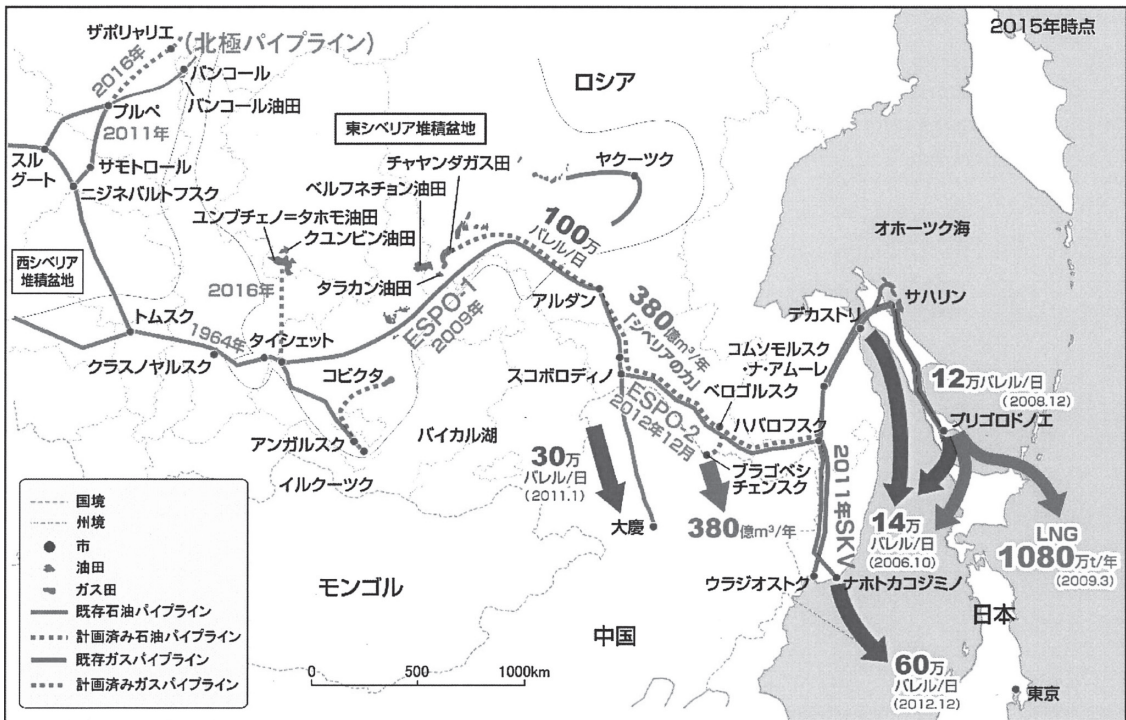 2015年時点
ザポリャリエ
(北極パイプライン)
2016年
バンコール
バンコール油田
プルペ
2011年
スル
グート
サモトロール
ニジネバルトフスク
西シベリア
堆積盆地
ロシア
東シベリア堆積盆地
チャヤンダガス田
ベルフネチョン油田
ヤクーツク
ユンブチェノ=タホモ油田
クユンビン油田
タラカン油田
2016年
100万
バレル/日
アルダン
オホーツク海
サハリン
デカストリ
トムスク
1964年
タイシェット
クラスノヤルスク
ESPO-1
2009年
コビクタ
アンガルスク
イルクーツク
バイカル湖
380億m³/年
「シベリアの力」
スコボロディノ
ESPO-2
2012年12月
コムソモルスク
・ナ・アムーレ
ベロゴルスク
ハバロフスク
ブラゴベシ
チェンスク
12万バレル/日
(2008.12)
プリゴロドノエ
30万
バレル/日
(2011.1)
大慶
380億m³/年
2011年SKV
14万
バレル/日
(2006.10)
LNG
1080万t/年
(2009.3)
ウラジオストク
ナホトカコジミノ
モンゴル
中国
日本
60万
バレル/日
(2012.12)
東京
国境
州境
市
油田
ガス田
既存石油パイプライン
計画済み石油パイプライン
既存ガスパイプライン
計画済みガスパイプライン
0
500
1000km